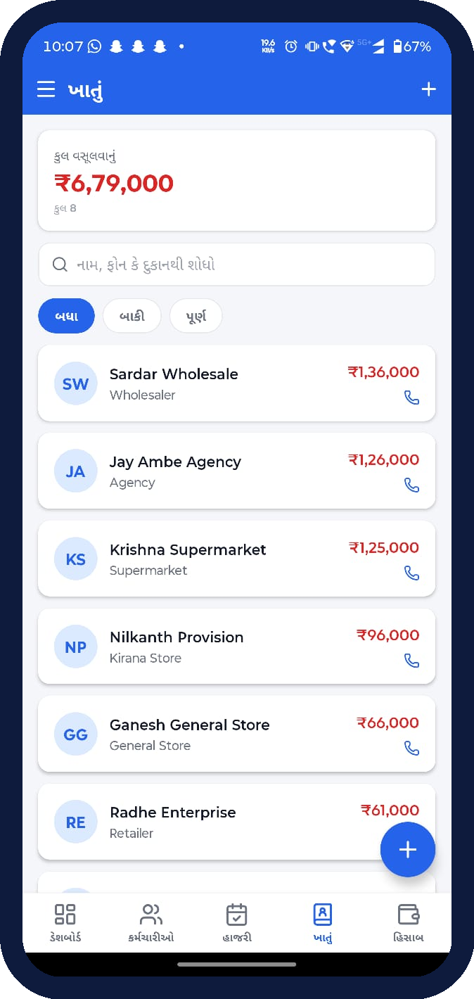 10:07 19.6 KB/s 5G+ 67%
ખાતું
કુલ વસૂલવાનું
₹6,79,000
કુલ 8
નામ, ફોન કે દુકાનથી શોધો
બધા બાકી પૂર્ણ
SW Sardar Wholesale ₹1,36,000
Wholesaler
JA Jay Ambe Agency ₹1,26,000
Agency
KS Krishna Supermarket ₹1,25,000
Supermarket
NP Nilkanth Provision ₹96,000
Kirana Store
GG Ganesh General Store ₹66,000
General Store
RE Radhe Enterprise ₹61,000
Retailer
ડેશબોર્ડ કર્મચારીઓ હાજરી ખાતું હિસાબ